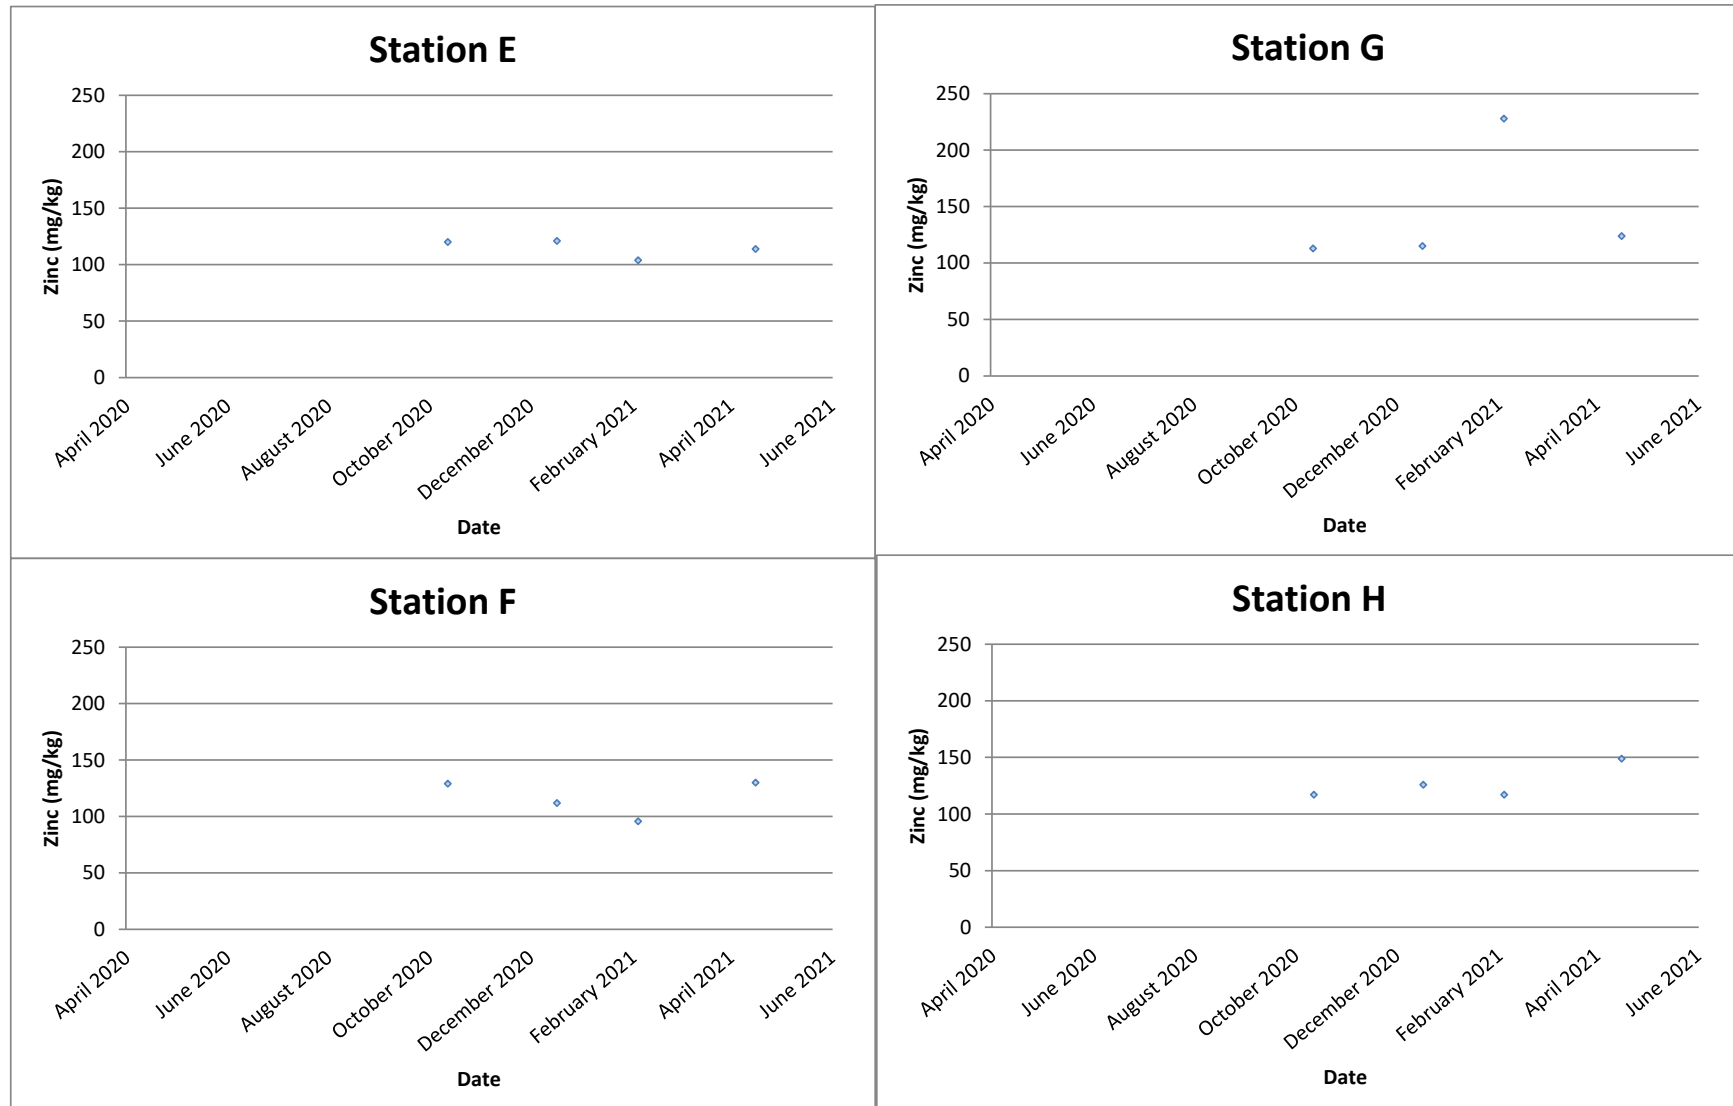 Station E
250
200
150
100
50
0
Zinc (mg/kg)
April 2020
June 2020
August 2020
October 2020
December 2020
February 2021
April 2021
June 2021
Date
Station G
250
200
150
100
50
0
Zinc (mg/kg)
April 2020
June 2020
August 2020
October 2020
December 2020
February 2021
April 2021
June 2021
Date
Station F
250
200
150
100
50
0
Zinc (mg/kg)
April 2020
June 2020
August 2020
October 2020
December 2020
February 2021
April 2021
June 2021
Date
Station H
250
200
150
100
50
0
Zinc (mg/kg)
April 2020
June 2020
August 2020
October 2020
December 2020
February 2021
April 2021
June 2021
Date